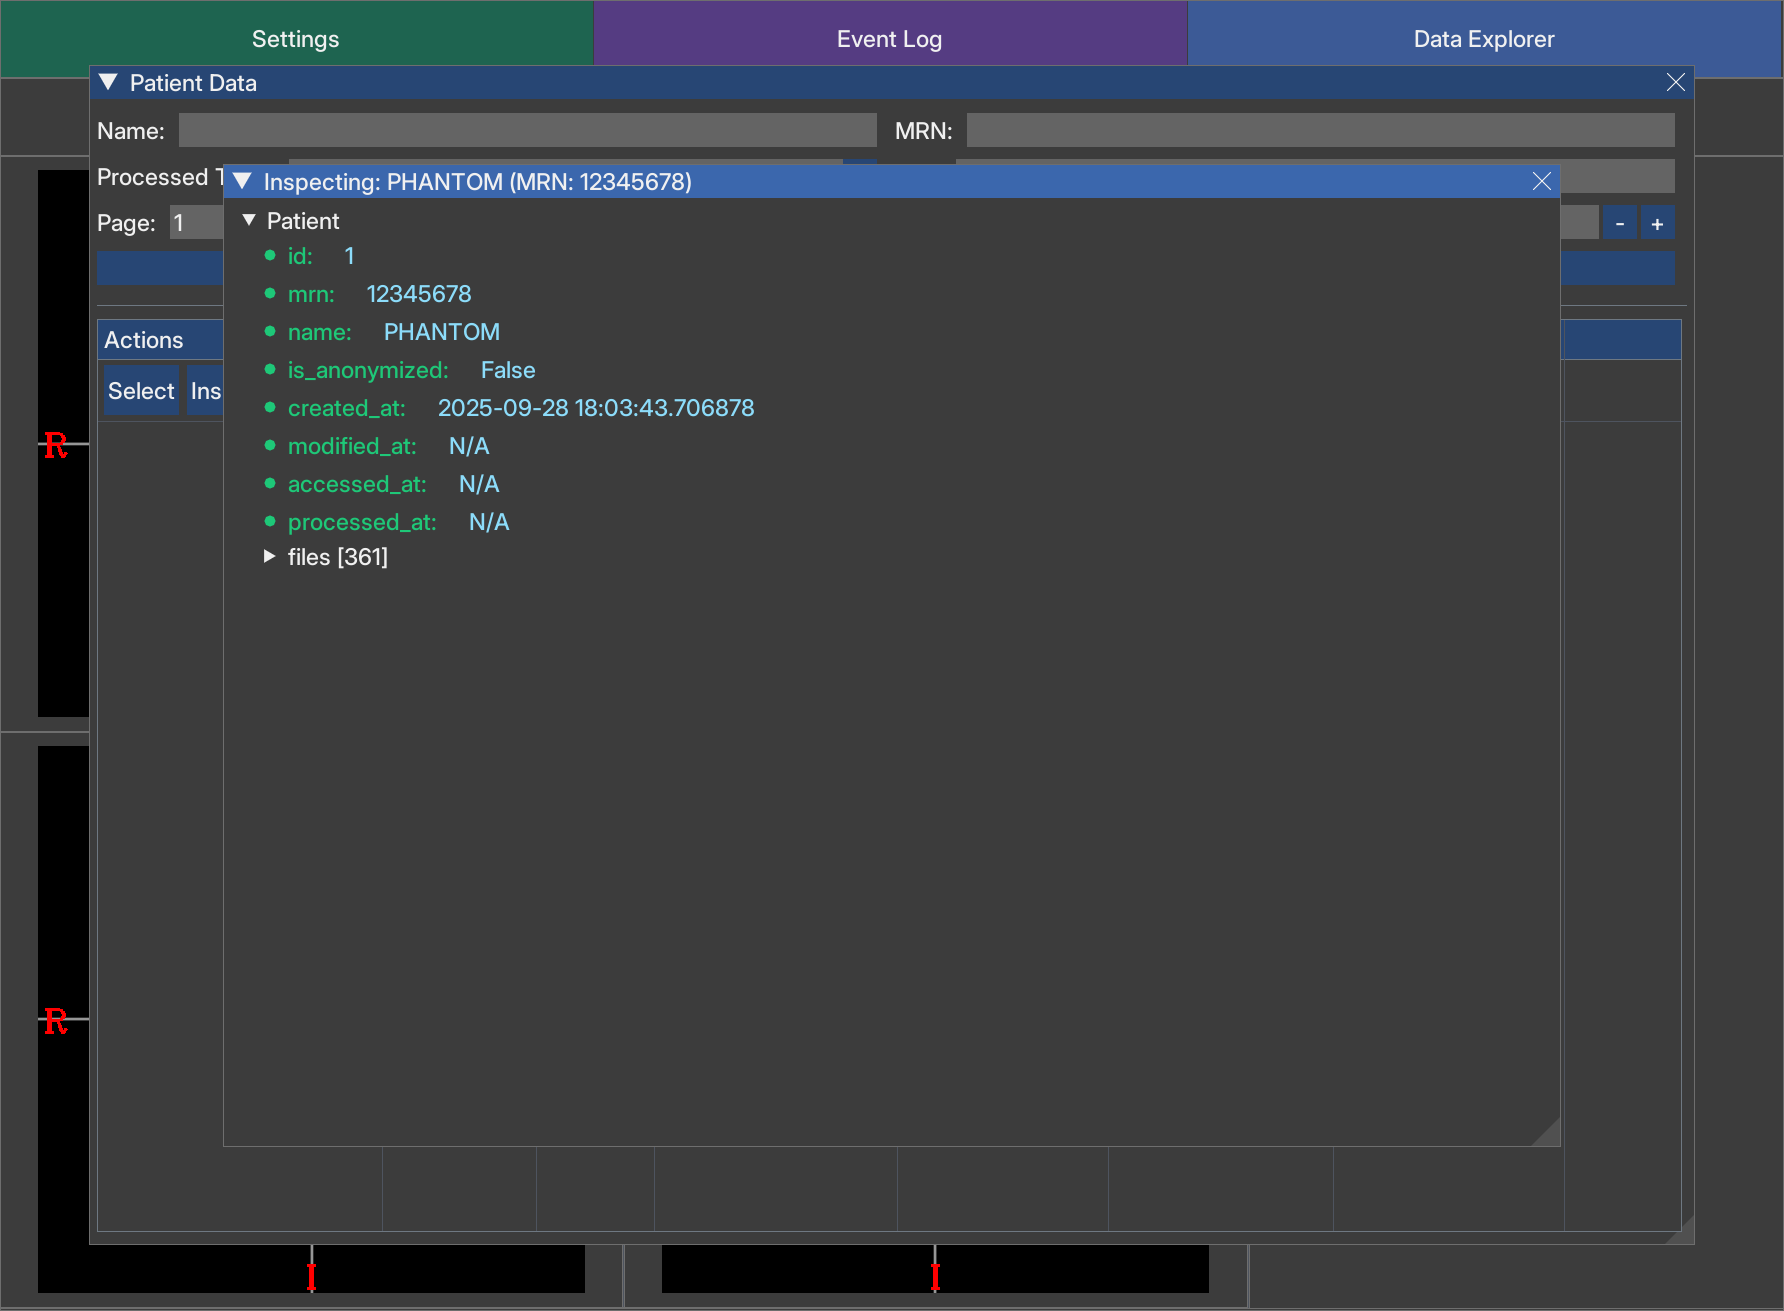 Settings
Event Log
Data Explorer
Patient Data
Name:
MRN:
Processed T
Inspecting: PHANTOM (MRN: 12345678)
Page: 1
- +
Patient
id: 1
mrn: 12345678
name: PHANTOM
is_anonymized: False
created_at: 2025-09-28 18:03:43.706878
modified_at: N/A
accessed_at: N/A
processed_at: N/A
files [361]
Actions
Select Ins
R
R
I
I